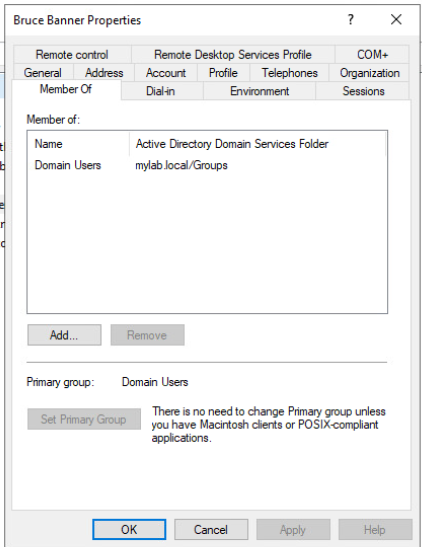 Bruce Banner Properties
?
Remote control
Remote Desktop Services Profile
COM+
General
Address
Account
Profile
Telephones
Organization
Member Of
Dial-in
Environment
Sessions
Member of:
Name
Active Directory Domain Services Folder
Domain Users
mylab.local/Groups
Add...
Remove
Primary group:
Domain Users
Set Primary Group
There is no need to change Primary group unless
you have Macintosh clients or POSIX-compliant
applications.
OK
Cancel
Apply
Help